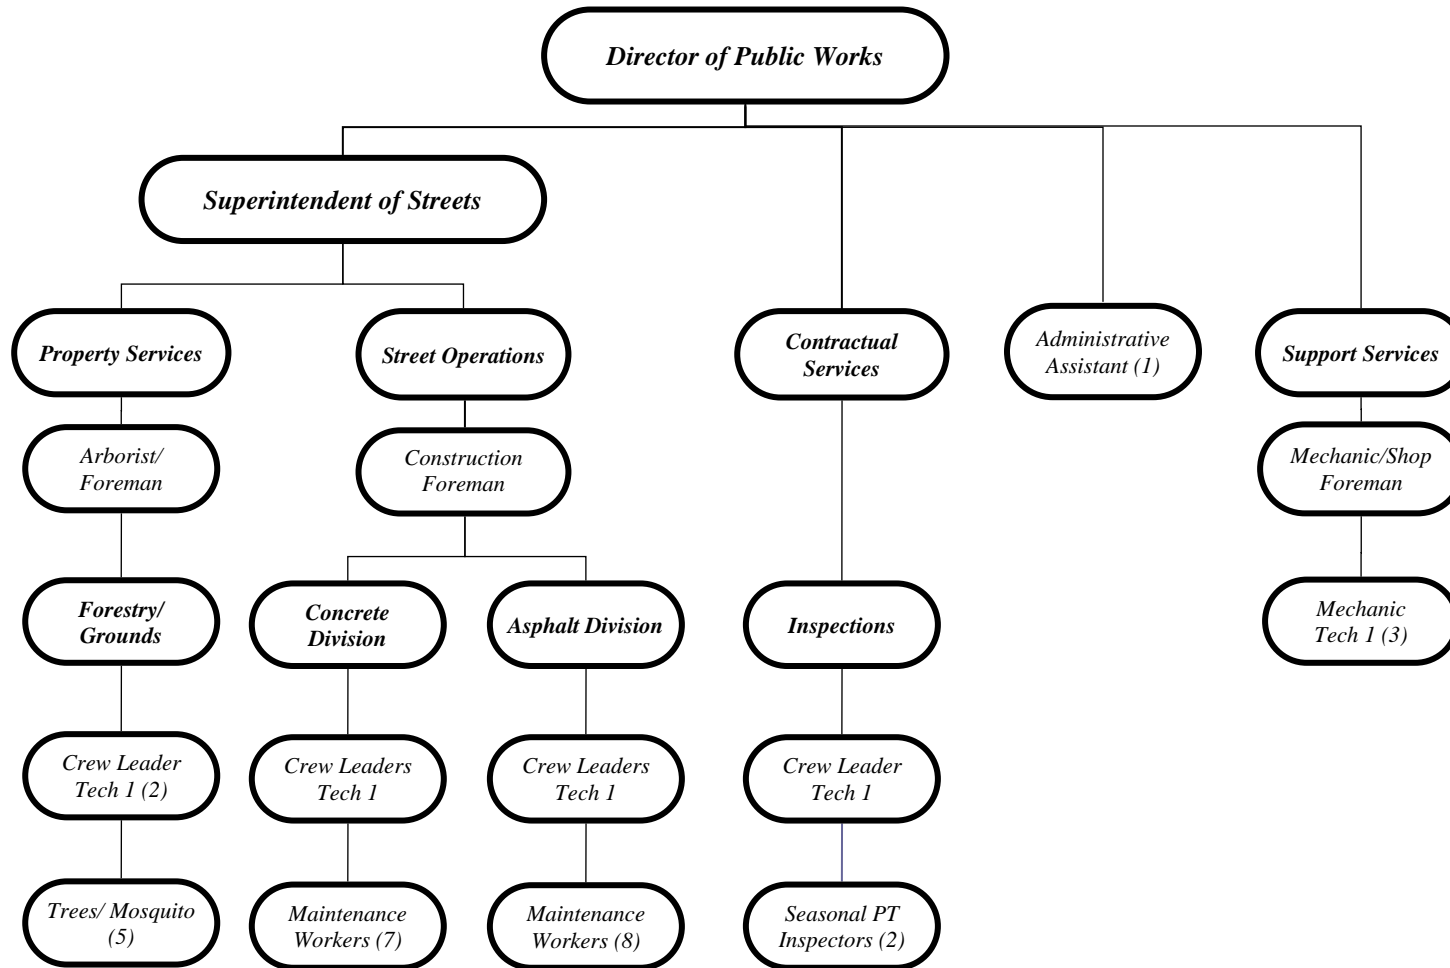 Director of Public Works
Superintendent of Streets
Property Services
Street Operations
Contractual
Services
Administrative
Assistant (1)
Support Services
Arborist/
Foreman
Construction
Foreman
Mechanic/Shop
Foreman
Forestry/
Grounds
Concrete
Division
Asphalt Division
Inspections
Mechanic
Tech 1 (3)
Crew Leader
Tech 1 (2)
Crew Leaders
Tech 1
Crew Leaders
Tech 1
Crew Leader
Tech 1
Trees/ Mosquito
(5)
Maintenance
Workers (7)
Maintenance
Workers (8)
Seasonal PT
Inspectors (2)